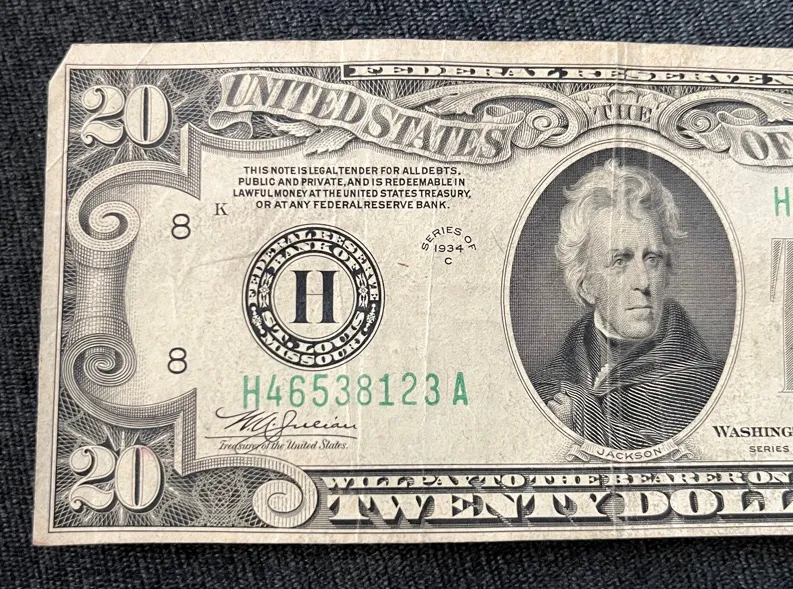 FEDERAL RESERVE N
20
UNITED STATES
THE
OF
THIS NOTE IS LEGAL TENDER FOR ALL DEBTS,
PUBLIC AND PRIVATE, AND IS REDEEMABLE IN
LAWFUL MONEY AT THE UNITED STATES TREASURY,
OR AT ANY FEDERAL RESERVE BANK.
K
8
H
SERIES OF
1934
C
FEDERAL RESERVE
BANK OF
H
ST. LOUIS
MISSOURI
8
H46538123A
W A Julian
Treasurer of the United States.
JACKSON
WASHING
SERIES
20
WILL PAY TO THE BEARER ON
TWENTY DOLL